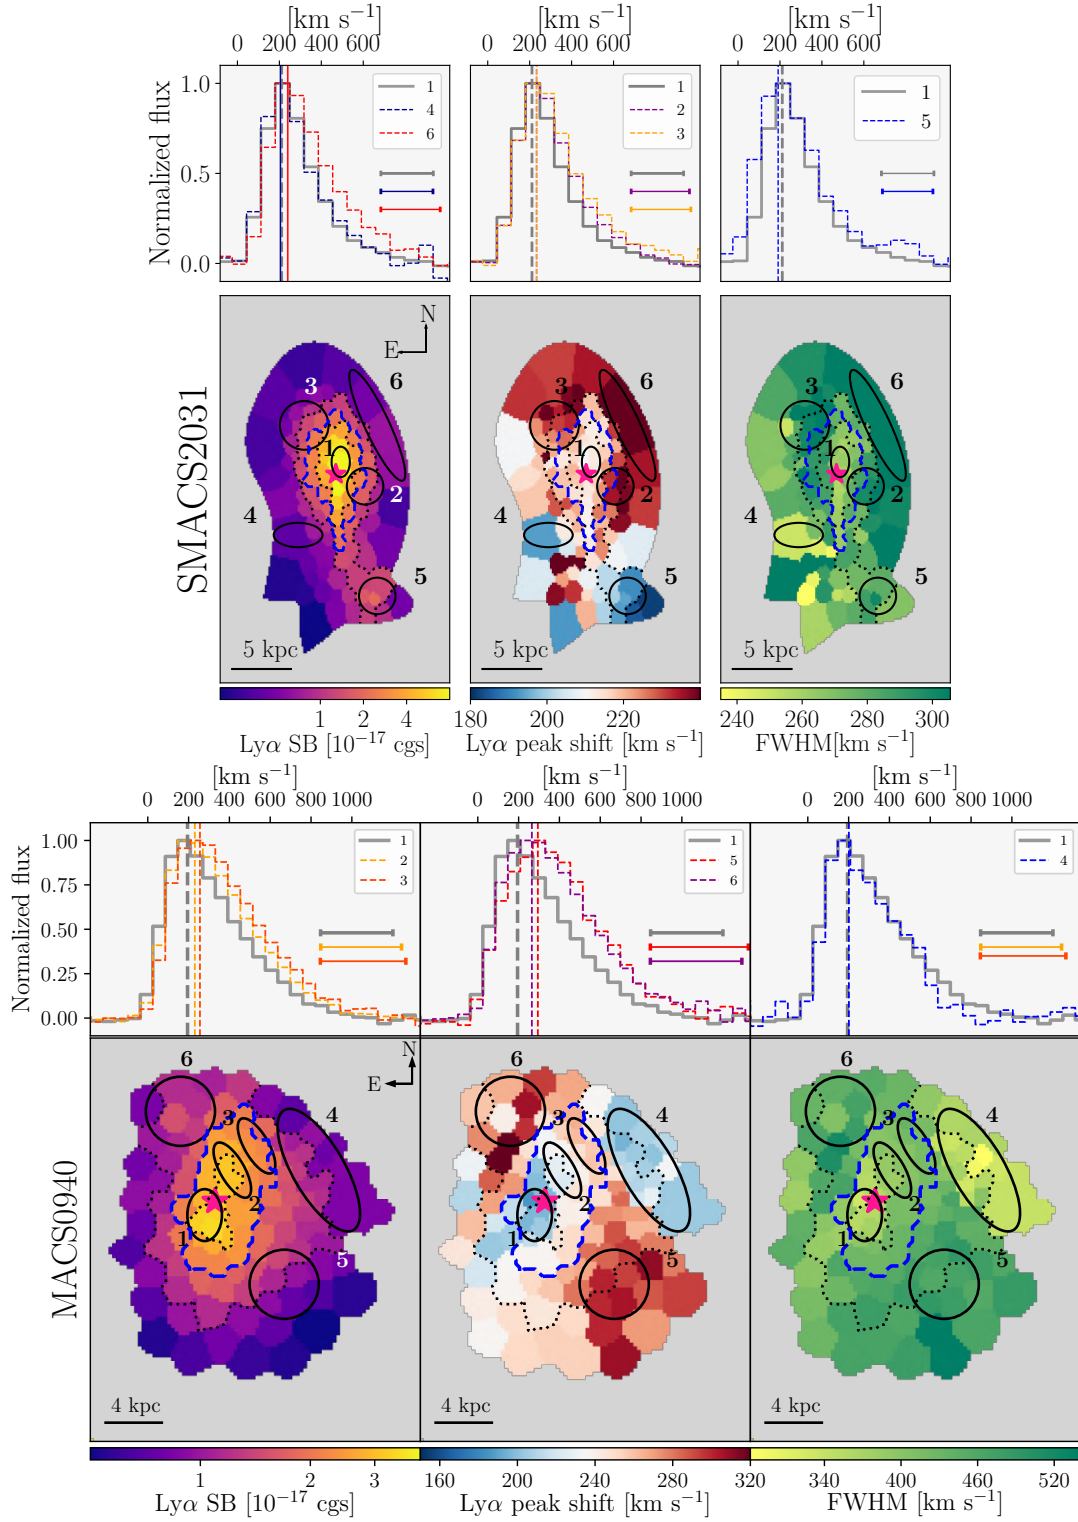 [km s⁻¹] [km s⁻¹] [km s⁻¹]
0 200 400 600 0 200 400 600 0 200 400 600
Normalized flux
1.0
0.5
0.0
1
4
6
1
2
3
1
5
SMACS2031
N
E
3 6 1 2 4 5
5 kpc
3 6 1 2 4 5
5 kpc
3 6 1 2 4 5
5 kpc
1 2 4 180 200 220 240 260 280 300
Lyα SB [10⁻¹⁷ cgs] Lyα peak shift [km s⁻¹] FWHM[km s⁻¹]
[km s⁻¹] [km s⁻¹] [km s⁻¹]
0 200 400 600 800 1000 0 200 400 600 800 1000 0 200 400 600 800 1000
Normalized flux
1.00
0.75
0.50
0.25
0.00
1
2
3
1
5
6
1
4
MACS0940
N
E
6 3 4 2 1 5
4 kpc
6 3 4 2 1 5
4 kpc
6 3 4 2 1 5
4 kpc
1 2 3 160 200 240 280 320 340 400 460 520
Lyα SB [10⁻¹⁷ cgs] Lyα peak shift [km s⁻¹] FWHM [km s⁻¹]